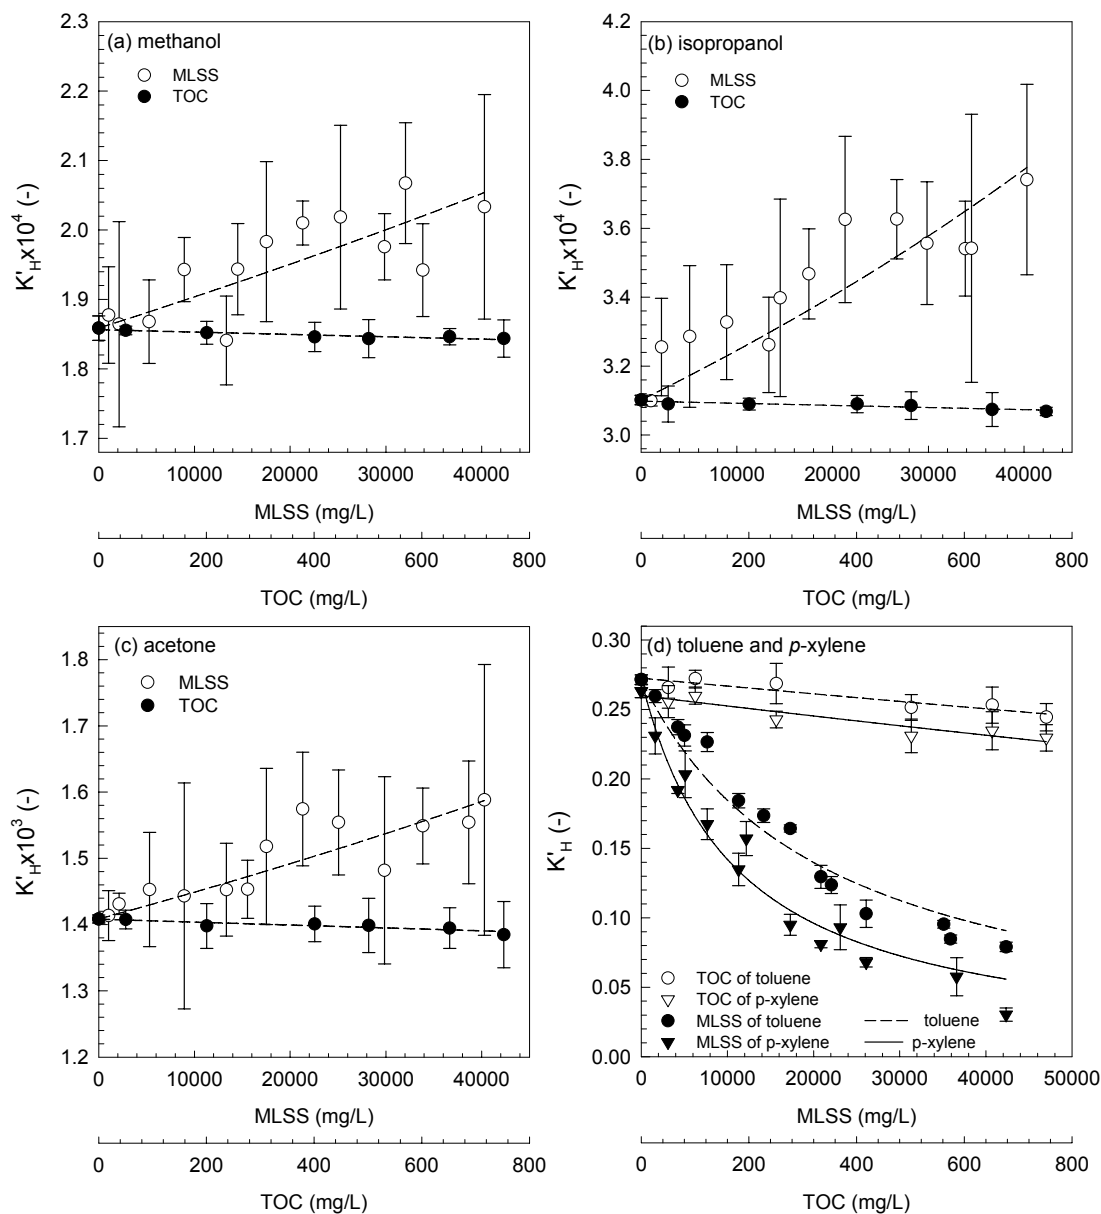 (a) methanol
MLSS
TOC
2.3
2.2
2.1
2.0
1.9
1.8
1.7
K'Hx10⁴ (-)
0 10000 20000 30000 40000
MLSS (mg/L)
0 200 400 600 800
TOC (mg/L)
(b) isopropanol
MLSS
TOC
4.2
4.0
3.8
3.6
3.4
3.2
3.0
K'Hx10⁴ (-)
0 10000 20000 30000 40000
MLSS (mg/L)
0 200 400 600 800
TOC (mg/L)
(c) acetone
MLSS
TOC
1.8
1.7
1.6
1.5
1.4
1.3
1.2
K'Hx10³ (-)
0 10000 20000 30000 40000
MLSS (mg/L)
0 200 400 600 800
TOC (mg/L)
(d) toluene and p-xylene
0.30
0.25
0.20
0.15
0.10
0.05
0.00
K'H (-)
TOC of toluene
TOC of p-xylene
MLSS of toluene
MLSS of p-xylene
toluene
p-xylene
0 10000 20000 30000 40000 50000
MLSS (mg/L)
0 200 400 600 800
TOC (mg/L)